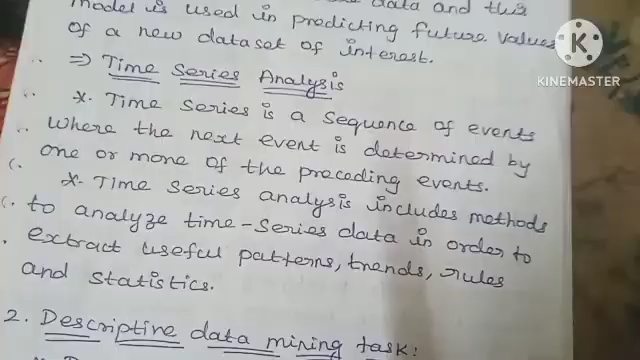 data and this
model is used in predicting future values
of a new dataset of interest.
⇒ Time Series Analysis
*. Time series is a sequence of events
where the next event is determined by
one or more of the preceding events.
*. Time series analysis includes methods
to analyze time-series data in order to
extract useful patterns, trends, rules
and statistics.
2. Descriptive data mining task:
KINEMASTER